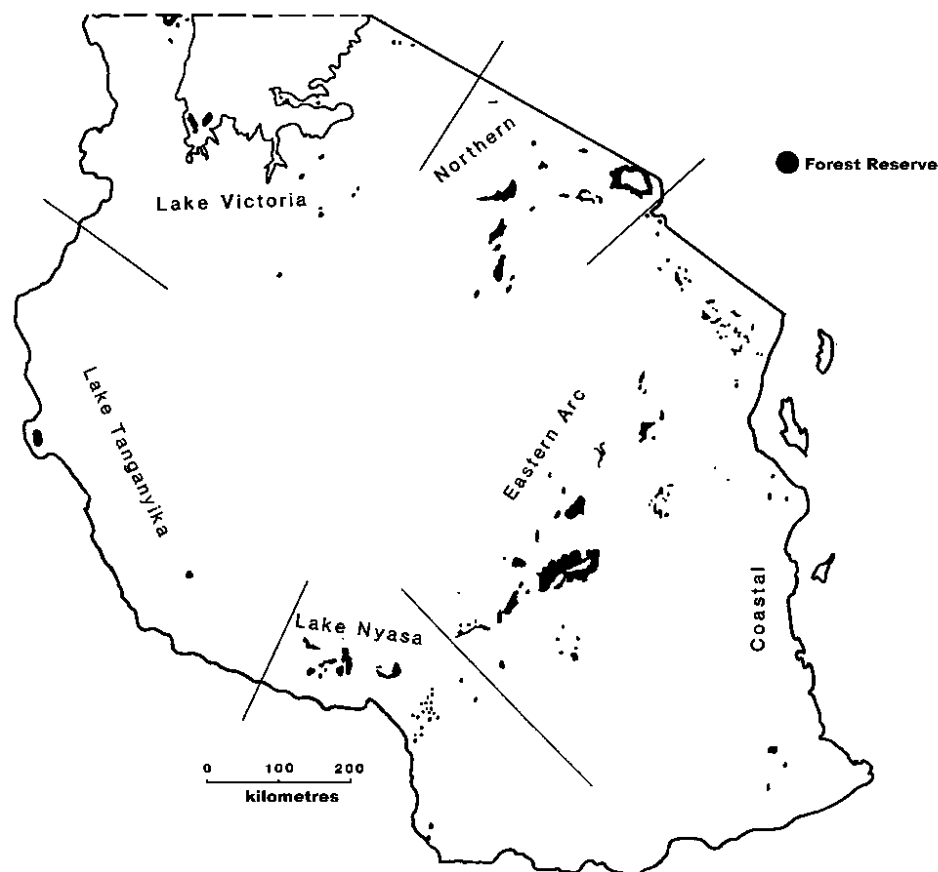 Northern
Forest Reserve
Lake Victoria
Lake Tanganyika
Eastern Arc
Coastal
Lake Nyasa
0 100 200
kilometres